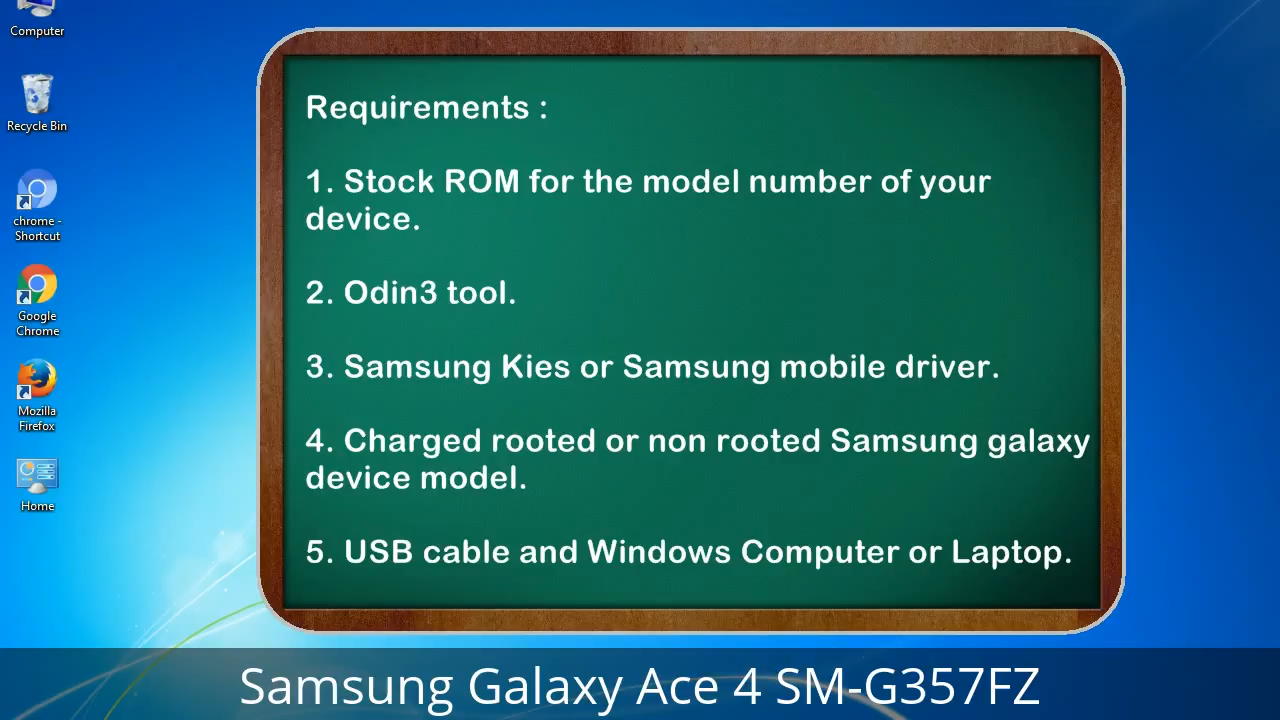 Computer
Recycle Bin
chrome -
Shortcut
Google
Chrome
Mozilla
Firefox
Home
Requirements :
1. Stock ROM for the model number of your
device.
2. Odin3 tool.
3. Samsung Kies or Samsung mobile driver.
4. Charged rooted or non rooted Samsung galaxy
device model.
5. USB cable and Windows Computer or Laptop.
Samsung Galaxy Ace 4 SM-G357FZ